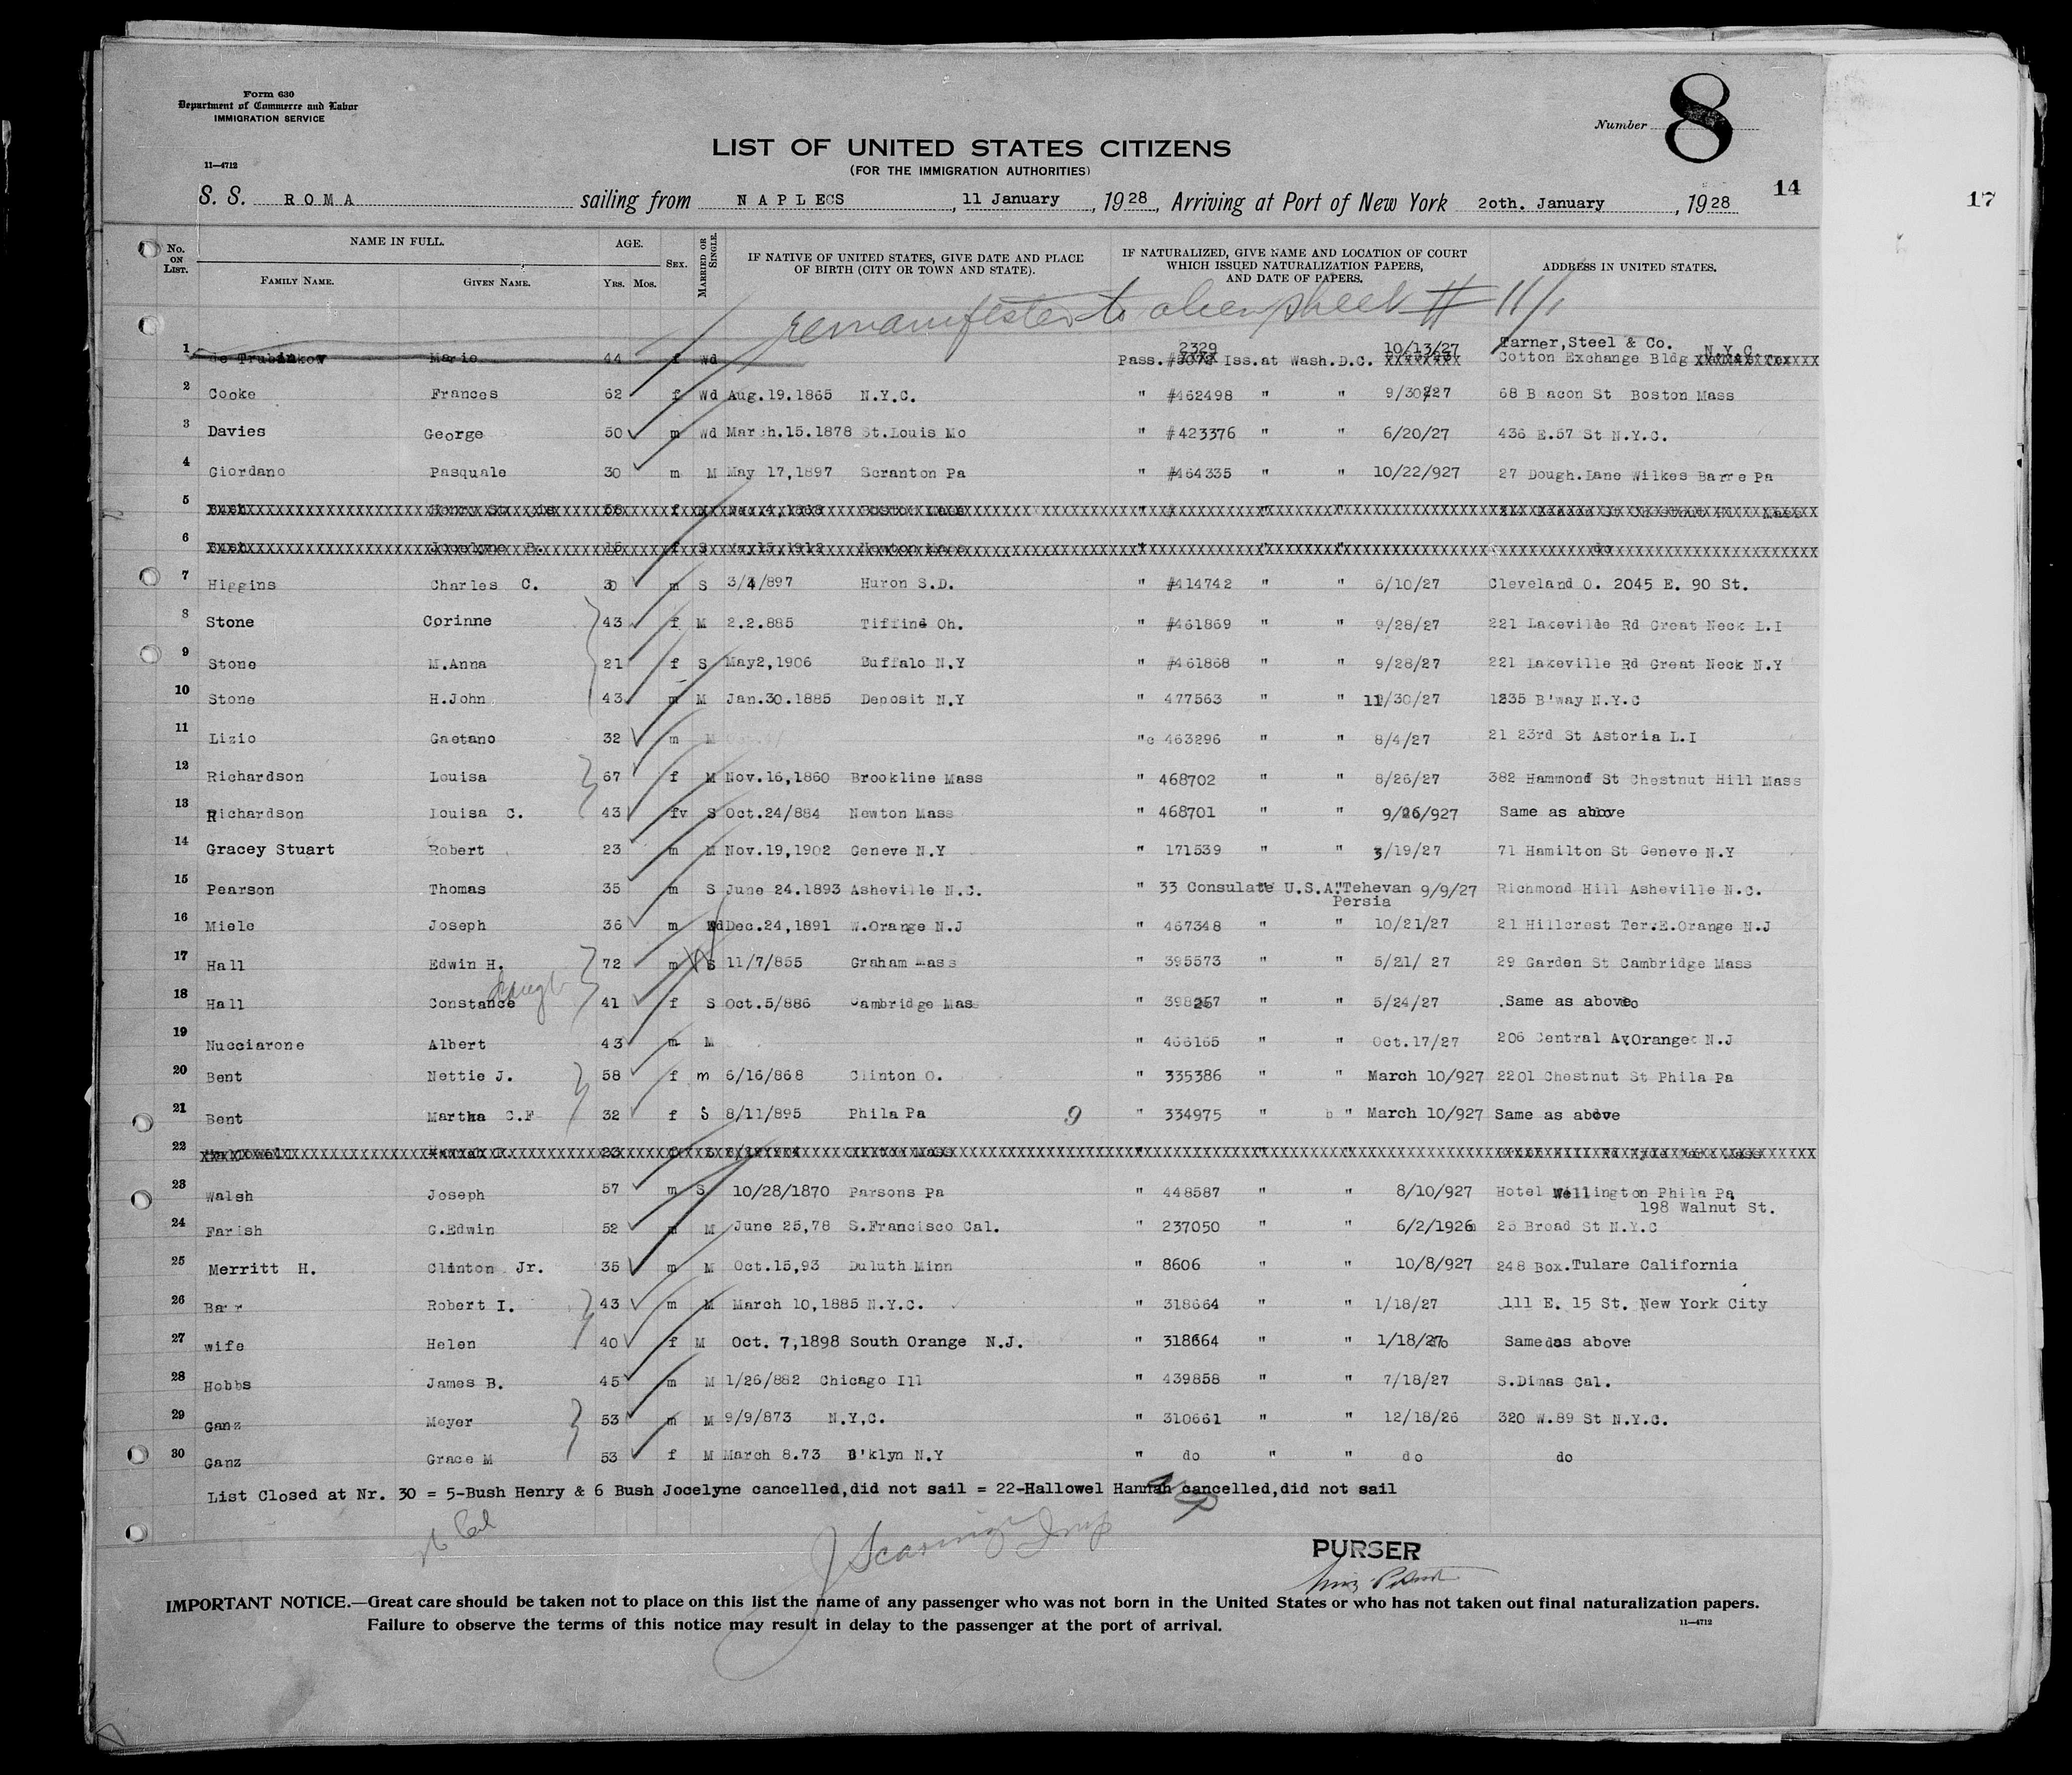 Form 630
Department of Commerce and Labor
IMMIGRATION SERVICE
11—4712
Number 8
LIST OF UNITED STATES CITIZENS
(FOR THE IMMIGRATION AUTHORITIES)
14
17
S. S. ROMA sailing from NAPLES, 11 January, 1928, Arriving at Port of New York 20th. January, 1928
No. ON LIST. NAME IN FULL. AGE. SEX. MARRIED OR SINGLE. IF NATIVE OF UNITED STATES, GIVE DATE AND PLACE OF BIRTH (CITY OR TOWN AND STATE). IF NATURALIZED, GIVE NAME AND LOCATION OF COURT WHICH ISSUED NATURALIZATION PAPERS, AND DATE OF PAPERS. ADDRESS IN UNITED STATES.
FAMILY NAME. GIVEN NAME. YRS. MOS.
remanifested to alien sheet # 11/1
1 de Trubinkov Marie 44 f Wd Pass. 2329 Iss.at Wash.D.C. 10/13/27 Tarner,Steel & Co. Cotton Exchange Bldg N.Y.C.
2 Cooke Frances 62 f Wd Aug.19.1865 N.Y.C. " #462498 " " 9/30/27 68 Beacon St Boston Mass
3 Davies George 50 m Wd March.15.1878 St.Louis Mo " #423376 " " 6/20/27 436 E.57 St N.Y.C.
4 Giordano Pasquale 30 m M May 17,1897 Scranton Pa " #464335 " " 10/22/927 27 Dough.Lane Wilkes Barre Pa
5 Bush Henry
6 Bush Jocelyne 15 f S May15,1912 Newton Mass do
7 Higgins Charles C. 30 m S 3/4/897 Huron S.D. " #414742 " " 6/10/27 Cleveland O. 2045 E. 90 St.
8 Stone Corinne 43 f M 2.2.885 Tiffine Oh. " #461869 " " 9/28/27 221 Lakeville Rd Great Neck L.I
9 Stone M.Anna 21 f S May2,1906 Buffalo N.Y " #461868 " " 9/28/27 221 Lakeville Rd Great Neck N.Y
10 Stone H.John 43 m M Jan.30.1885 Deposit N.Y " 477563 " " 11/30/27 1235 B'way N.Y.C
11 Lizio Gaetano 32 m M "c 463296 " " 8/4/27 21 23rd St Astoria L.I
12 Richardson Louisa 67 f M Nov.16,1860 Brookline Mass " 468702 " " 8/26/27 382 Hammond St Chestnut Hill Mass
13 Richardson Louisa C. 43 fv S Oct.24/884 Newton Mass " 468701 " " 9/26/927 Same as above
14 Gracey Stuart Robert 23 m M Nov.19,1902 Geneve N.Y " 171539 " " 3/19/27 71 Hamilton St Geneve N.Y
15 Pearson Thomas 35 m S June 24.1893 Asheville N.C. " 33 Consulate U.S.A."Tehevan Persia 9/9/27 Richmond Hill Asheville N.C.
16 Miele Joseph 36 m Wd Dec.24,1891 W.Orange N.J " 467348 " " 10/21/27 21 Hillcrest Ter.E.Orange N.J
17 Hall Edwin H. 72 m S 11/7/855 Graham Mass " 395573 " " 5/21/ 27 29 Garden St Cambridge Mass
18 Hall Constance 41 f S Oct.5/886 Cambridge Mass " 398267 " " 5/24/27 .Same as above
19 Nucciarone Albert 43 m M " 466165 " " Oct.17/27 206 Central Av.Orange N.J
20 Bent Nettie J. 58 f m 6/16/868 Clinton O. " 335386 " " March 10/927 2201 Chestnut St Phila Pa
21 Bent Martha C.F 32 f S 8/11/895 Phila Pa 9 " 334975 " b " March 10/927 Same as above
22 Hannah 23 f S Milton Mass
23 Walsh Joseph 57 m S 10/28/1870 Parsons Pa " 448587 " " 8/10/927 Hotel Wellington Phila Pa
198 Walnut St.
24 Farish G.Edwin 52 m M June 25,78 S.Francisco Cal. " 237050 " " 6/2/1926 25 Broad St N.Y.C
25 Merritt H. Clinton Jr. 35 m M Oct.15,93 Duluth Minn " 8606 " " 10/8/927 248 Box.Tulare California
26 Barr Robert I. 43 m M March 10,1885 N.Y.C. " 318664 " " 1/18/27 111 E. 15 St. New York City
27 wife Helen 40 f M Oct. 7,1898 South Orange N.J. " 318664 " " 1/18/27 Same as above
28 Hobbs James B. 45 m M 1/26/882 Chicago Ill " 439858 " " 7/18/27 S.Dimas Cal.
29 Ganz Meyer 53 m M 9/9/873 N.Y,C. " 310661 " " 12/18/26 320 W.89 St N.Y.C.
30 Ganz Grace M 53 f M March 8.73 B'klyn N.Y " do " " do do
List Closed at Nr. 30 = 5-Bush Henry & 6 Bush Jocelyne cancelled,did not sail = 22-Hallowel Hannah cancelled,did not sail
PURSER
IMPORTANT NOTICE.—Great care should be taken not to place on this list the name of any passenger who was not born in the United States or who has not taken out final naturalization papers.
Failure to observe the terms of this notice may result in delay to the passenger at the port of arrival.
11—4712